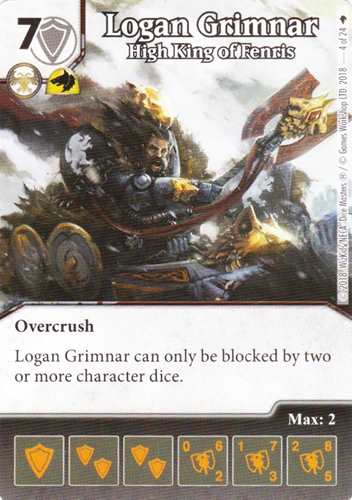 7
Logan Grimnar
High King of Fenris
©2018 WizKids/NECA, Dice Masters ® / © Games Workshop LTD. 2018 — 4 of 24
Overcrush
Logan Grimnar can only be blocked by two
or more character dice.
Max: 2
0 6 2
1 7 3
2 8 5